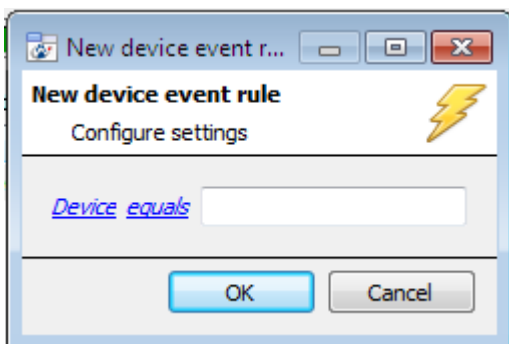 New device event r...
New device event rule
Configure settings
Device equals
OK Cancel